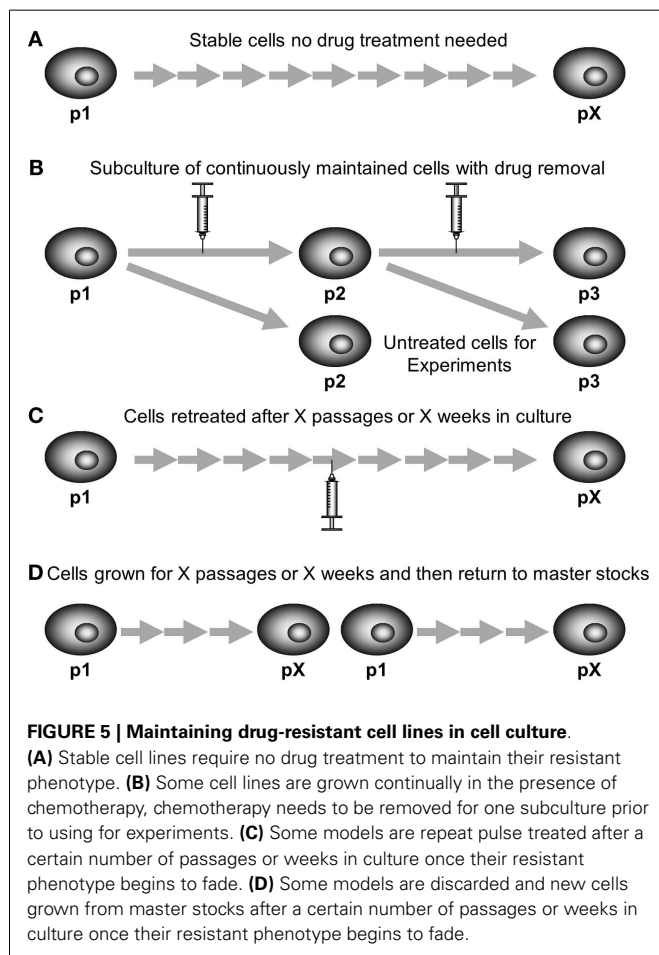 A Stable cells no drug treatment needed
p1 pX
B Subculture of continuously maintained cells with drug removal
p1 p2 p3
Untreated cells for
Experiments
p2 p3
C Cells retreated after X passages or X weeks in culture
p1 pX
D Cells grown for X passages or X weeks and then return to master stocks
p1 pX p1 pX
FIGURE 5 | Maintaining drug-resistant cell lines in cell culture.
(A) Stable cell lines require no drug treatment to maintain their resistant
phenotype. (B) Some cell lines are grown continually in the presence of
chemotherapy, chemotherapy needs to be removed for one subculture prior
to using for experiments. (C) Some models are repeat pulse treated after a
certain number of passages or weeks in culture once their resistant
phenotype begins to fade. (D) Some models are discarded and new cells
grown from master stocks after a certain number of passages or weeks in
culture once their resistant phenotype begins to fade.